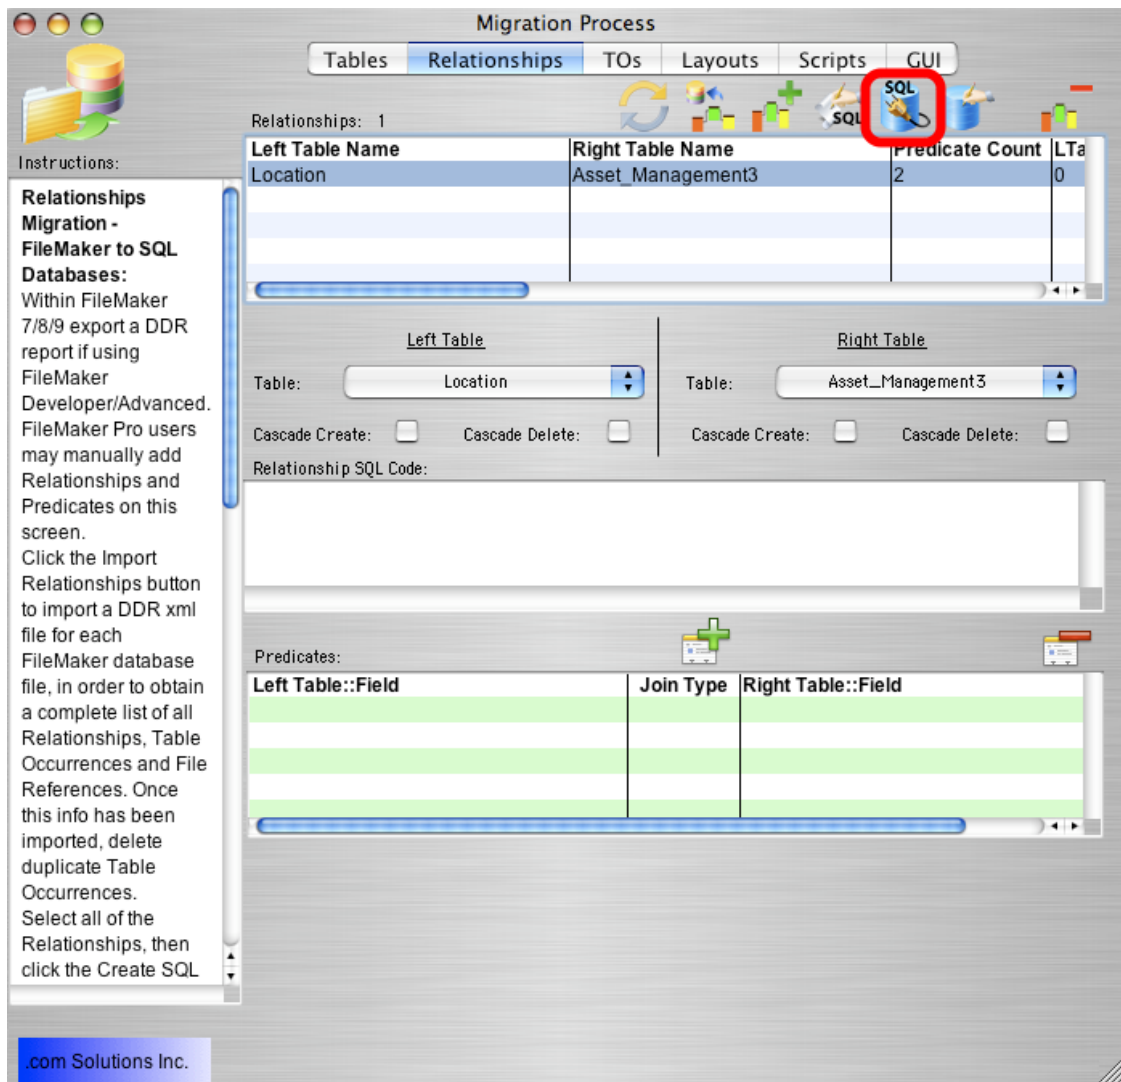 Migration Process
Tables Relationships TOs Layouts Scripts GUI
SQL
SQL
Relationships: 1
Instructions:
Left Table Name Right Table Name Predicate Count LTa
Location Asset_Management3 2 0
Relationships
Migration -
FileMaker to SQL
Databases:
Within FileMaker
7/8/9 export a DDR
report if using
FileMaker
Developer/Advanced.
FileMaker Pro users
may manually add
Relationships and
Predicates on this
screen.
Click the Import
Relationships button
to import a DDR xml
file for each
FileMaker database
file, in order to obtain
a complete list of all
Relationships, Table
Occurrences and File
References. Once
this info has been
imported, delete
duplicate Table
Occurrences.
Select all of the
Relationships, then
click the Create SQL
Left Table Right Table
Table: Location Table: Asset_Management3
Cascade Create: Cascade Delete: Cascade Create: Cascade Delete:
Relationship SQL Code:
Predicates:
Left Table::Field Join Type Right Table::Field
.com Solutions Inc.